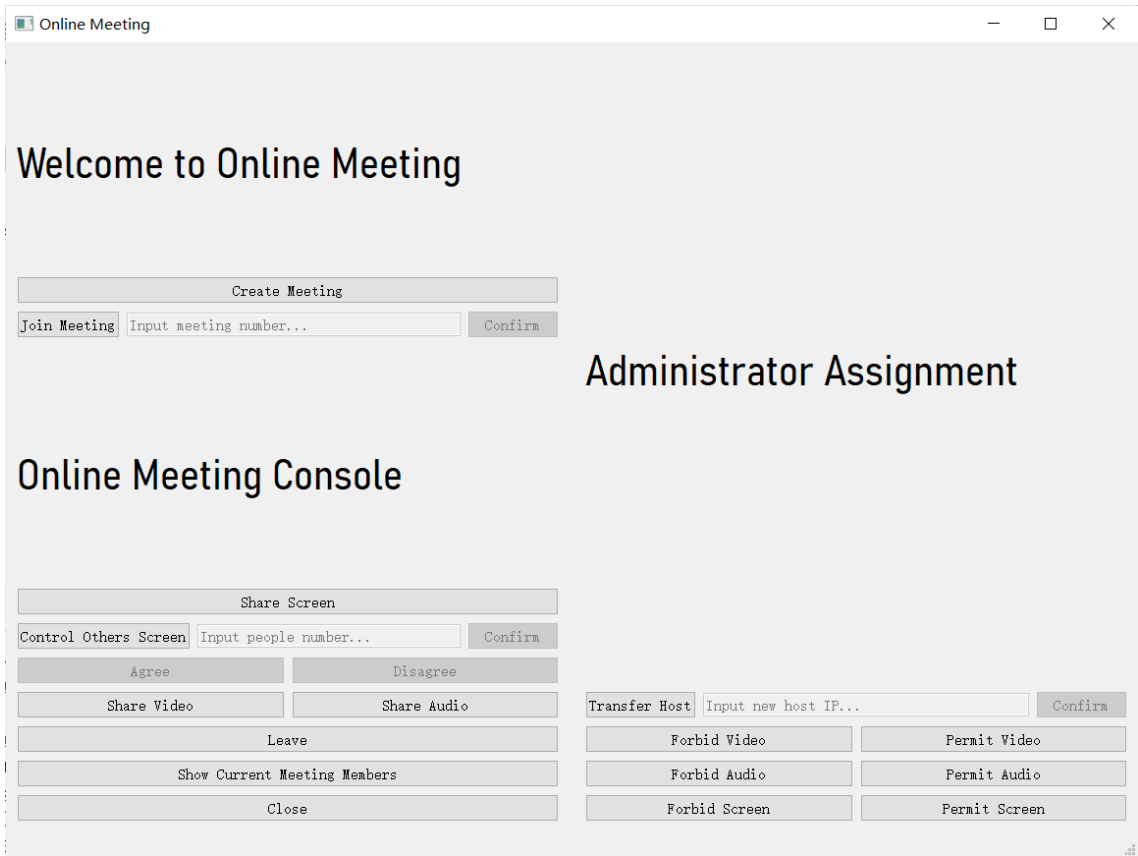 Online Meeting
Welcome to Online Meeting
Create Meeting
Join Meeting Input meeting number... Confirm
Online Meeting Console
Share Screen
Control Others Screen Input people number... Confirm
Agree Disagree
Share Video Share Audio
Leave
Show Current Meeting Members
Close
Administrator Assignment
Transfer Host Input new host IP... Confirm
Forbid Video Permit Video
Forbid Audio Permit Audio
Forbid Screen Permit Screen